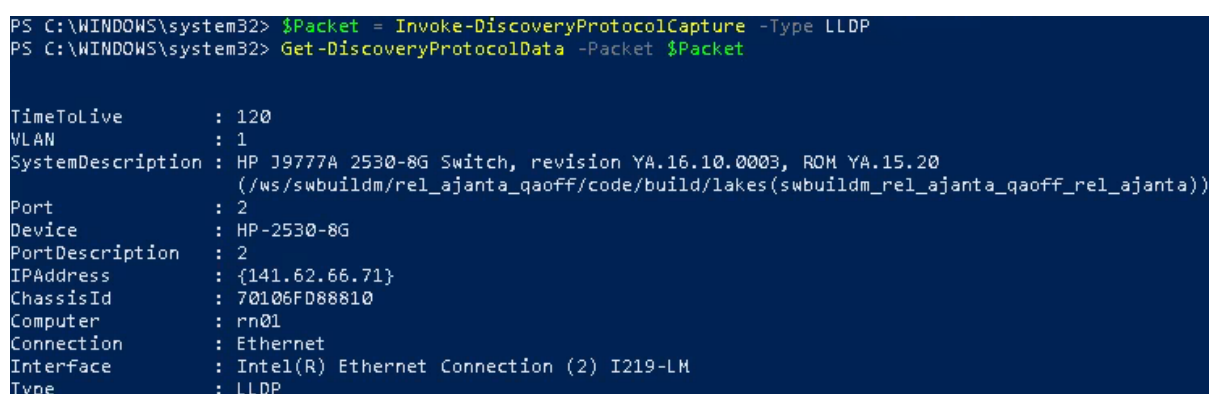 PS C:\WINDOWS\system32> $Packet = Invoke-DiscoveryProtocolCapture -Type LLDP
PS C:\WINDOWS\system32> Get-DiscoveryProtocolData -Packet $Packet
TimeToLive : 120
VLAN : 1
SystemDescription : HP J9777A 2530-8G Switch, revision YA.16.10.0003, ROM YA.15.20
(/ws/swbuildm/rel_ajanta_qaoff/code/build/lakes(swbuildm_rel_ajanta_qaoff_rel_ajanta))
Port : 2
Device : HP-2530-8G
PortDescription : 2
IPAddress : {141.62.66.71}
ChassisId : 70106FD88810
Computer : rn01
Connection : Ethernet
Interface : Intel(R) Ethernet Connection (2) I219-LM
Type : LLDP